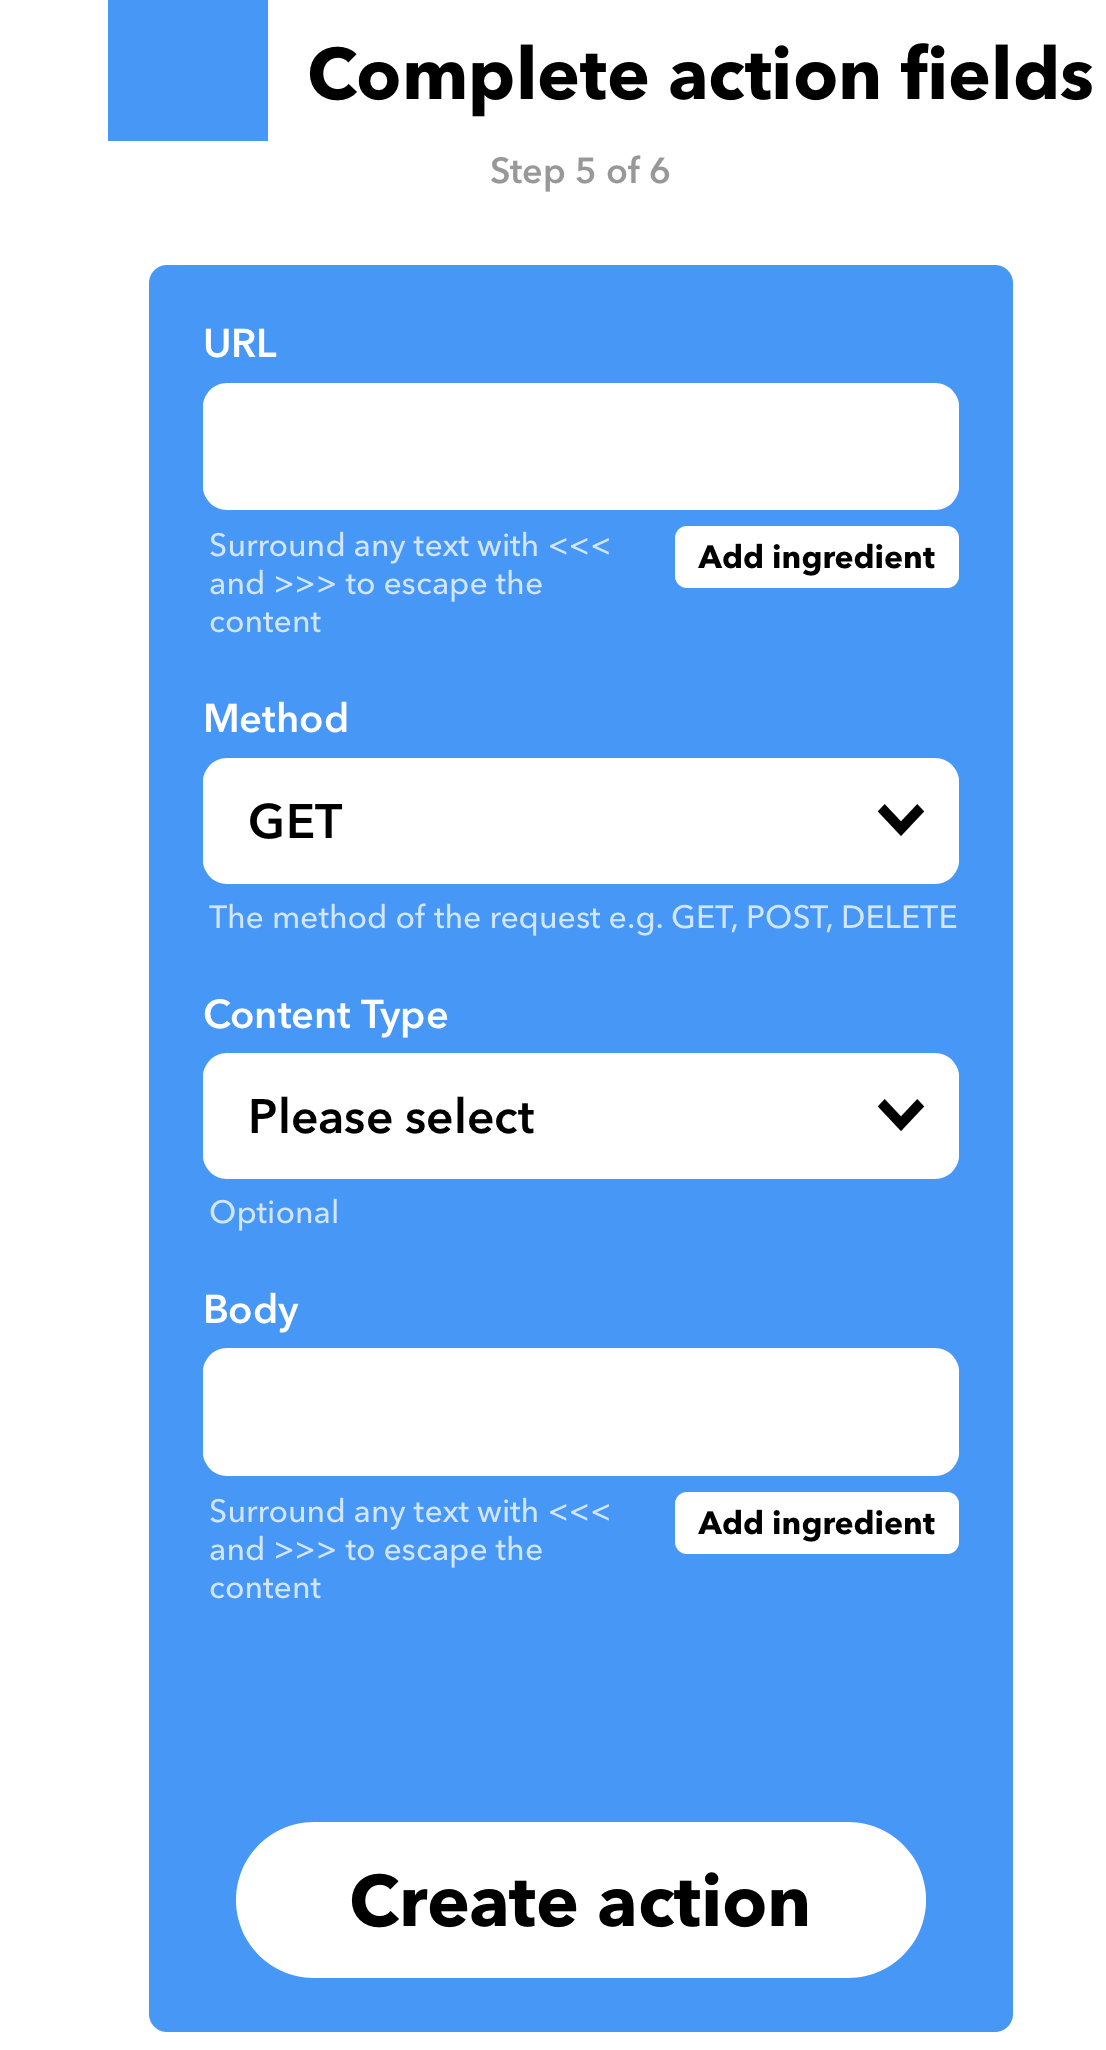 Complete action fields
Step 5 of 6
URL
Surround any text with <<<
and >>> to escape the
content
Add ingredient
Method
GET
The method of the request e.g. GET, POST, DELETE
Content Type
Please select
Optional
Body
Surround any text with <<<
and >>> to escape the
content
Add ingredient
Create action